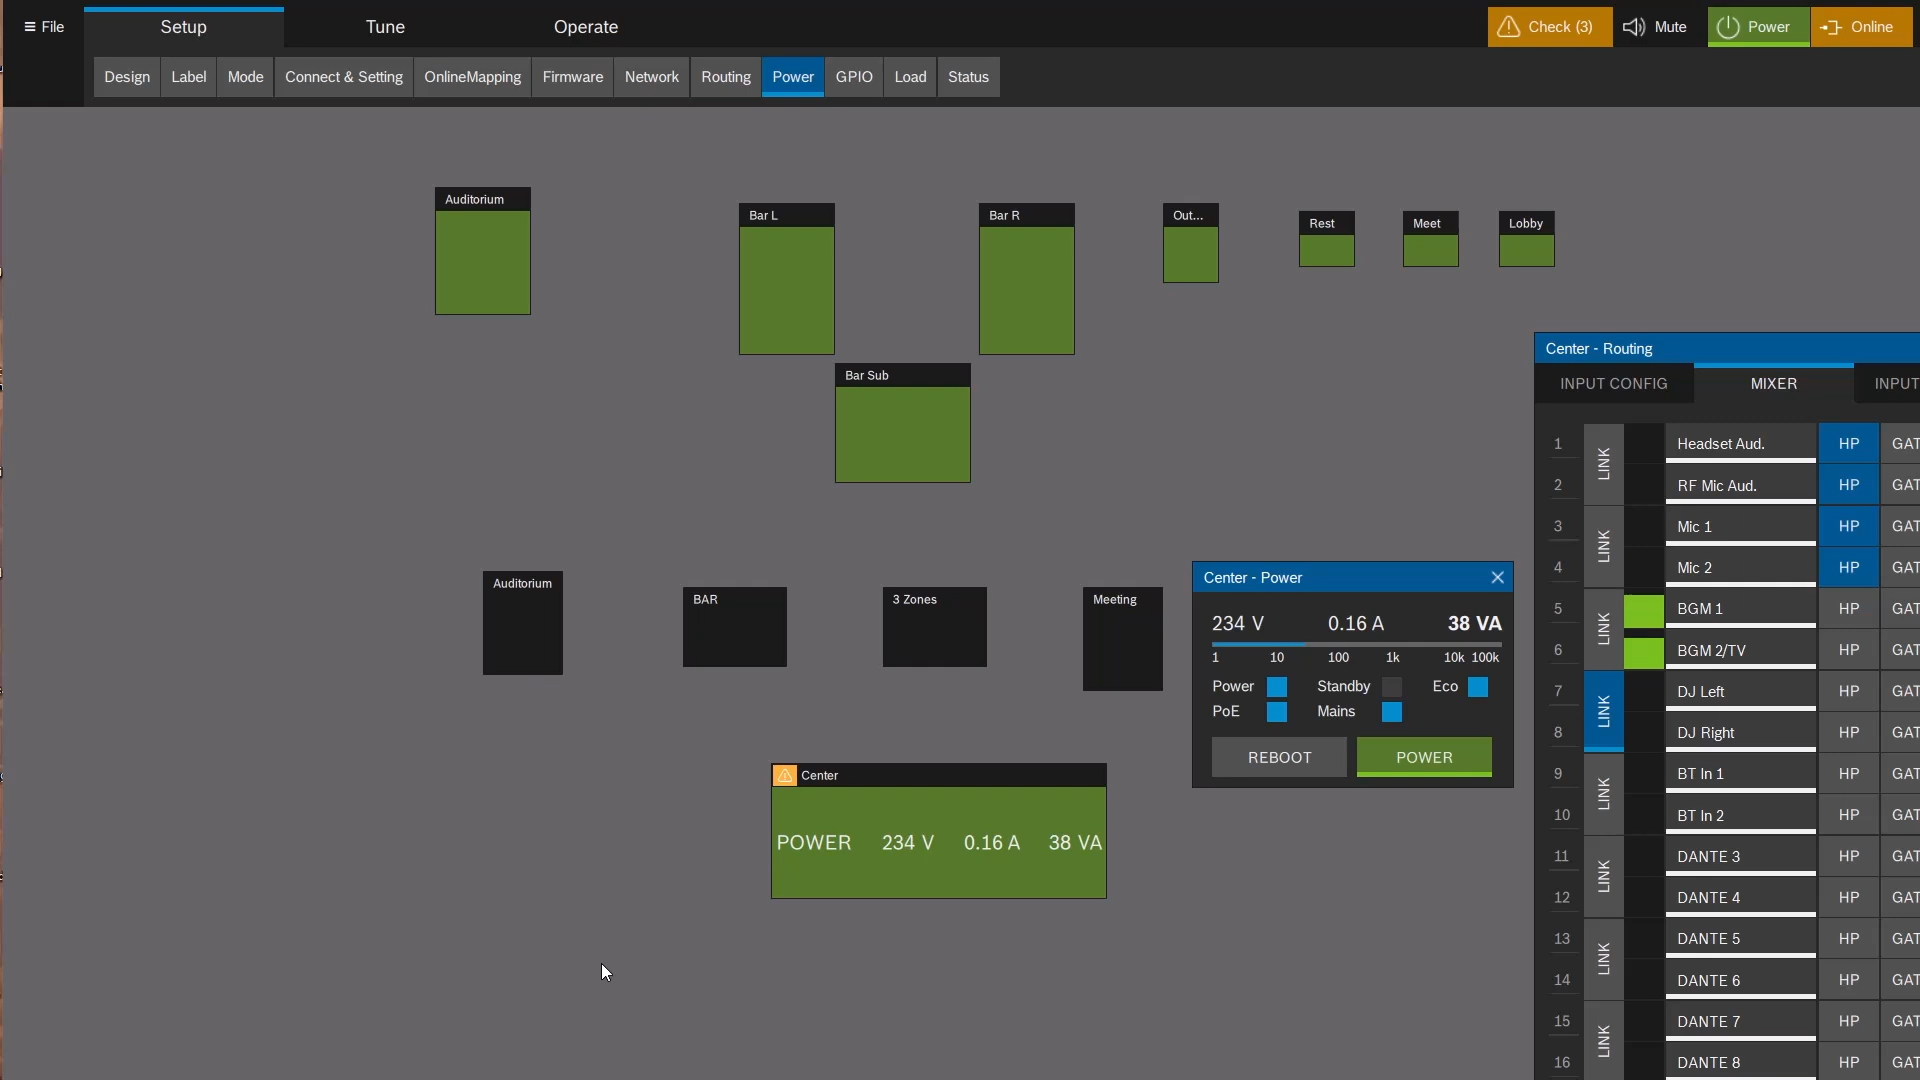 ≡ File
Setup
Tune
Operate
Check (3)
Mute
Power
Online
Design
Label
Mode
Connect & Setting
OnlineMapping
Firmware
Network
Routing
Power
GPIO
Load
Status
Auditorium
Bar L
Bar R
Out...
Rest
Meet
Lobby
Bar Sub
Auditorium
BAR
3 Zones
Meeting
Center
POWER 234 V 0.16 A 38 VA
Center - Power
234 V 0.16 A 38 VA
1 10 100 1k 10k 100k
Power Standby Eco
PoE Mains
REBOOT POWER
Center - Routing
INPUT CONFIG MIXER INPUT
LINK
LINK
LINK
LINK
LINK
LINK
LINK
LINK
1 Headset Aud. HP GAT
2 RF Mic Aud. HP GAT
3 Mic 1 HP GAT
4 Mic 2 HP GAT
5 BGM 1 HP GAT
6 BGM 2/TV HP GAT
7 DJ Left HP GAT
8 DJ Right HP GAT
9 BT In 1 HP GAT
10 BT In 2 HP GAT
11 DANTE 3 HP GAT
12 DANTE 4 HP GAT
13 DANTE 5 HP GAT
14 DANTE 6 HP GAT
15 DANTE 7 HP GAT
16 DANTE 8 HP GAT